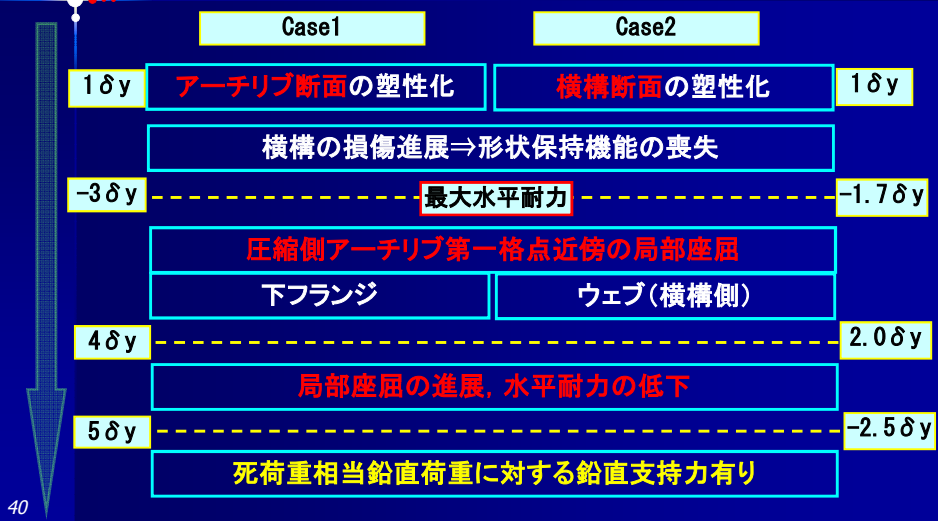 Case1
Case2
1δy
アーチリブ断面の塑性化
横構断面の塑性化
1δy
横構の損傷進展⇒形状保持機能の喪失
-3δy
最大水平耐力
-1.7δy
圧縮側アーチリブ第一格点近傍の局部座屈
下フランジ
ウェブ(横構側)
4δy
2.0δy
局部座屈の進展，水平耐力の低下
5δy
-2.5δy
死荷重相当鉛直荷重に対する鉛直支持力有り
40